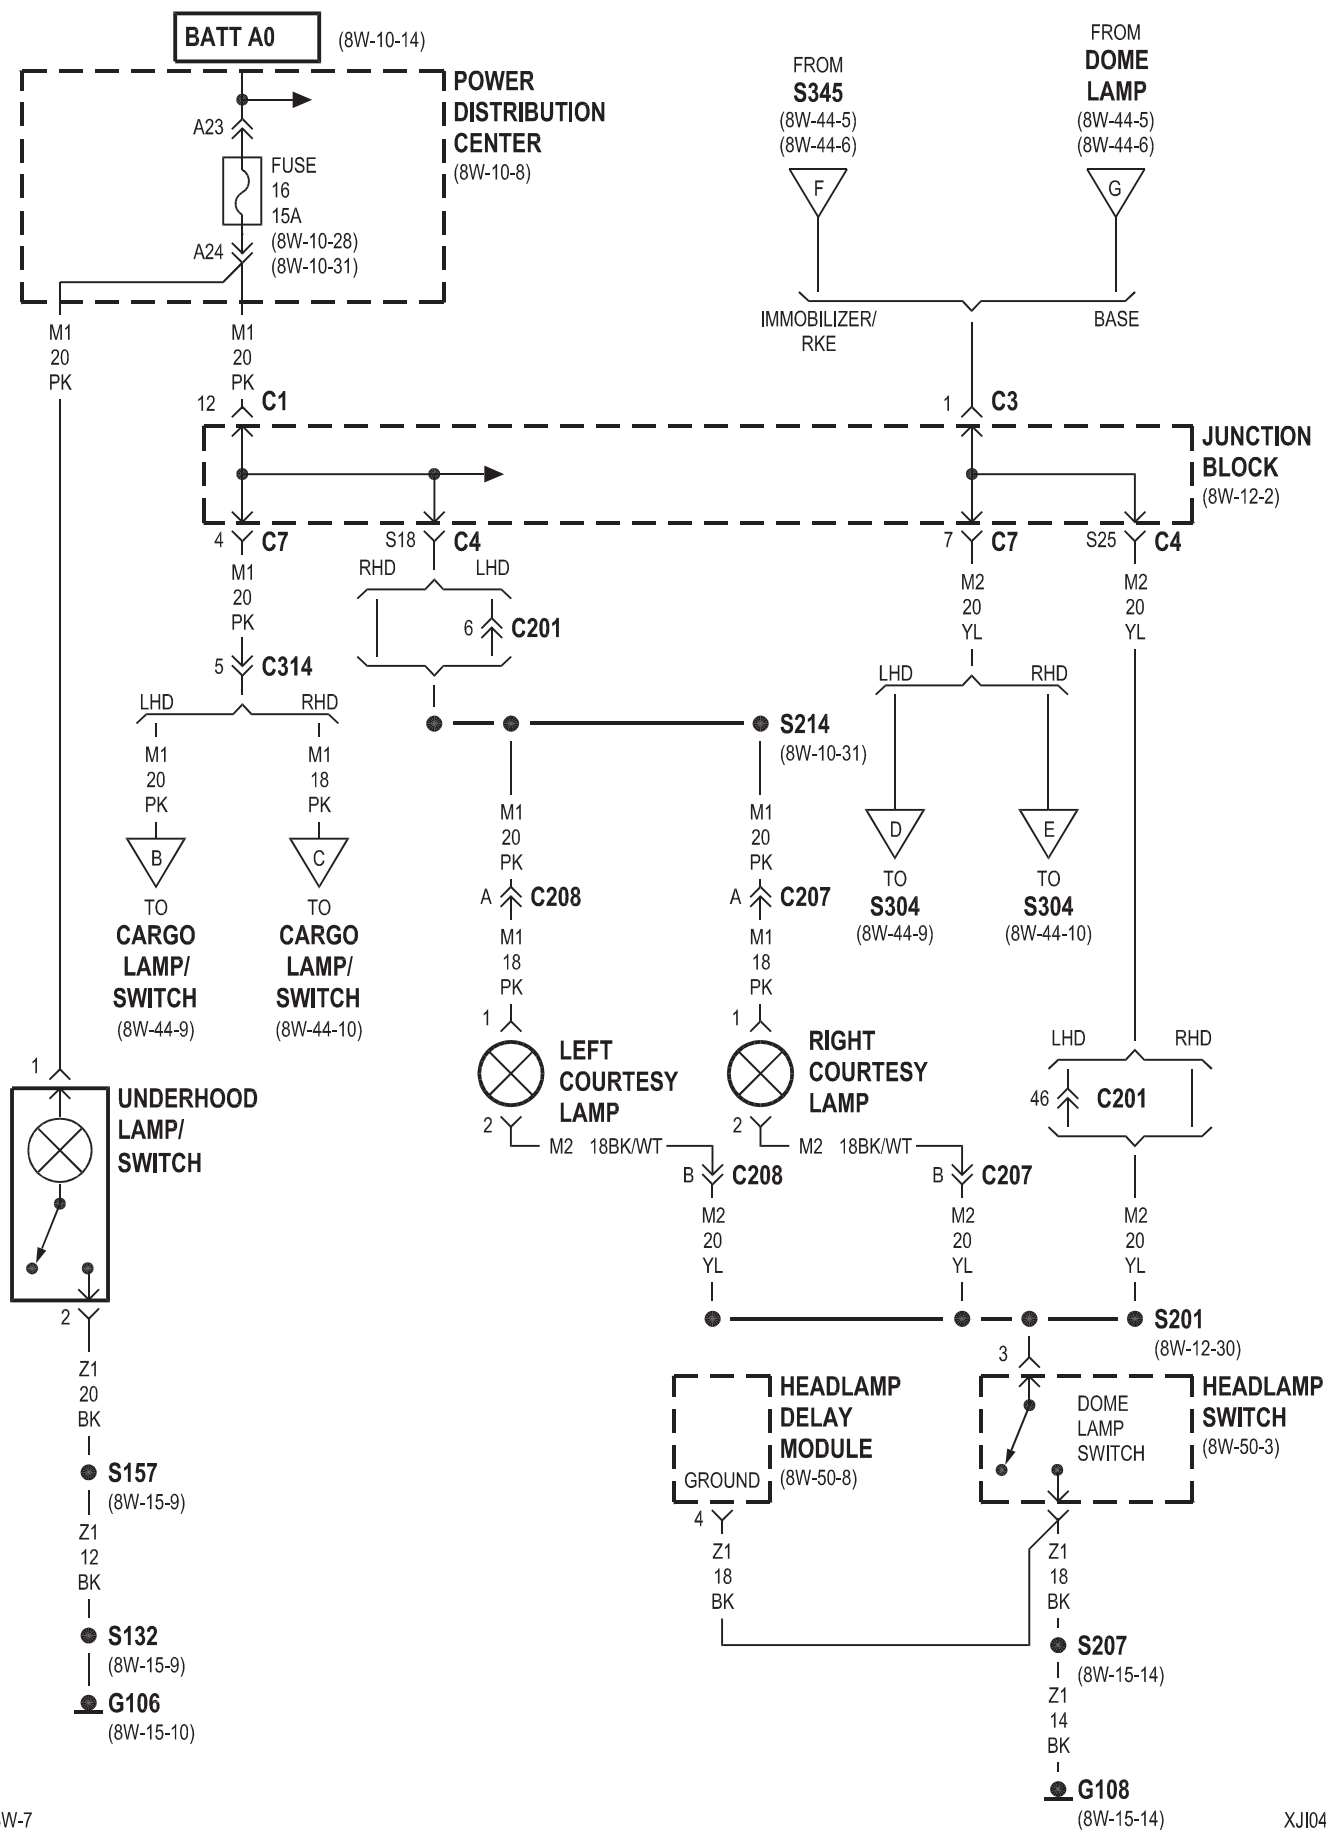 BATT A0
(8W-10-14)
POWER
DISTRIBUTION
CENTER
(8W-10-8)
A23
FUSE
16
15A
(8W-10-28)
(8W-10-31)
A24
FROM
S345
(8W-44-5)
(8W-44-6)
F
FROM
DOME
LAMP
(8W-44-5)
(8W-44-6)
G
IMMOBILIZER/
RKE
BASE
M1
20
PK
M1
20
PK
12
C1
1
C3
JUNCTION
BLOCK
(8W-12-2)
4
C7
S18
C4
7
C7
S25
C4
M1
20
PK
5
C314
RHD
LHD
6
C201
M2
20
YL
M2
20
YL
LHD
RHD
M1
20
PK
M1
18
PK
B
C
TO
CARGO
LAMP/
SWITCH
(8W-44-9)
TO
CARGO
LAMP/
SWITCH
(8W-44-10)
S214
(8W-10-31)
M1
20
PK
M1
20
PK
A
C208
A
C207
M1
18
PK
M1
18
PK
LHD
RHD
D
E
TO
S304
(8W-44-9)
TO
S304
(8W-44-10)
1
LEFT
COURTESY
LAMP
2
1
RIGHT
COURTESY
LAMP
2
M2 18BK/WT
M2 18BK/WT
B
C208
B
C207
LHD
RHD
46
C201
1
UNDERHOOD
LAMP/
SWITCH
2
M2
20
YL
M2
20
YL
M2
20
YL
S201
(8W-12-30)
3
HEADLAMP
DELAY
MODULE
(8W-50-8)
GROUND
4
DOME
LAMP
SWITCH
HEADLAMP
SWITCH
(8W-50-3)
Z1
20
BK
S157
(8W-15-9)
Z1
12
BK
S132
(8W-15-9)
G106
(8W-15-10)
Z1
18
BK
Z1
18
BK
S207
(8W-15-14)
Z1
14
BK
G108
(8W-15-14)
W-7
XJI04